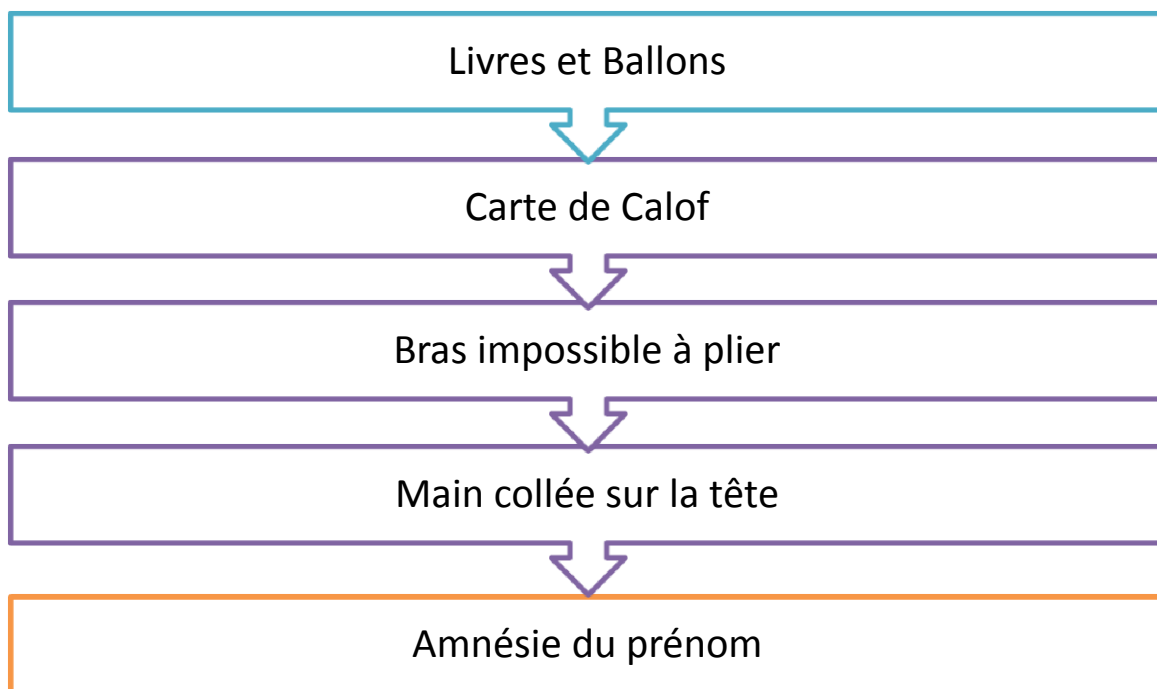 Livres et Ballons
Carte de Calof
Bras impossible à plier
Main collée sur la tête
Amnésie du prénom